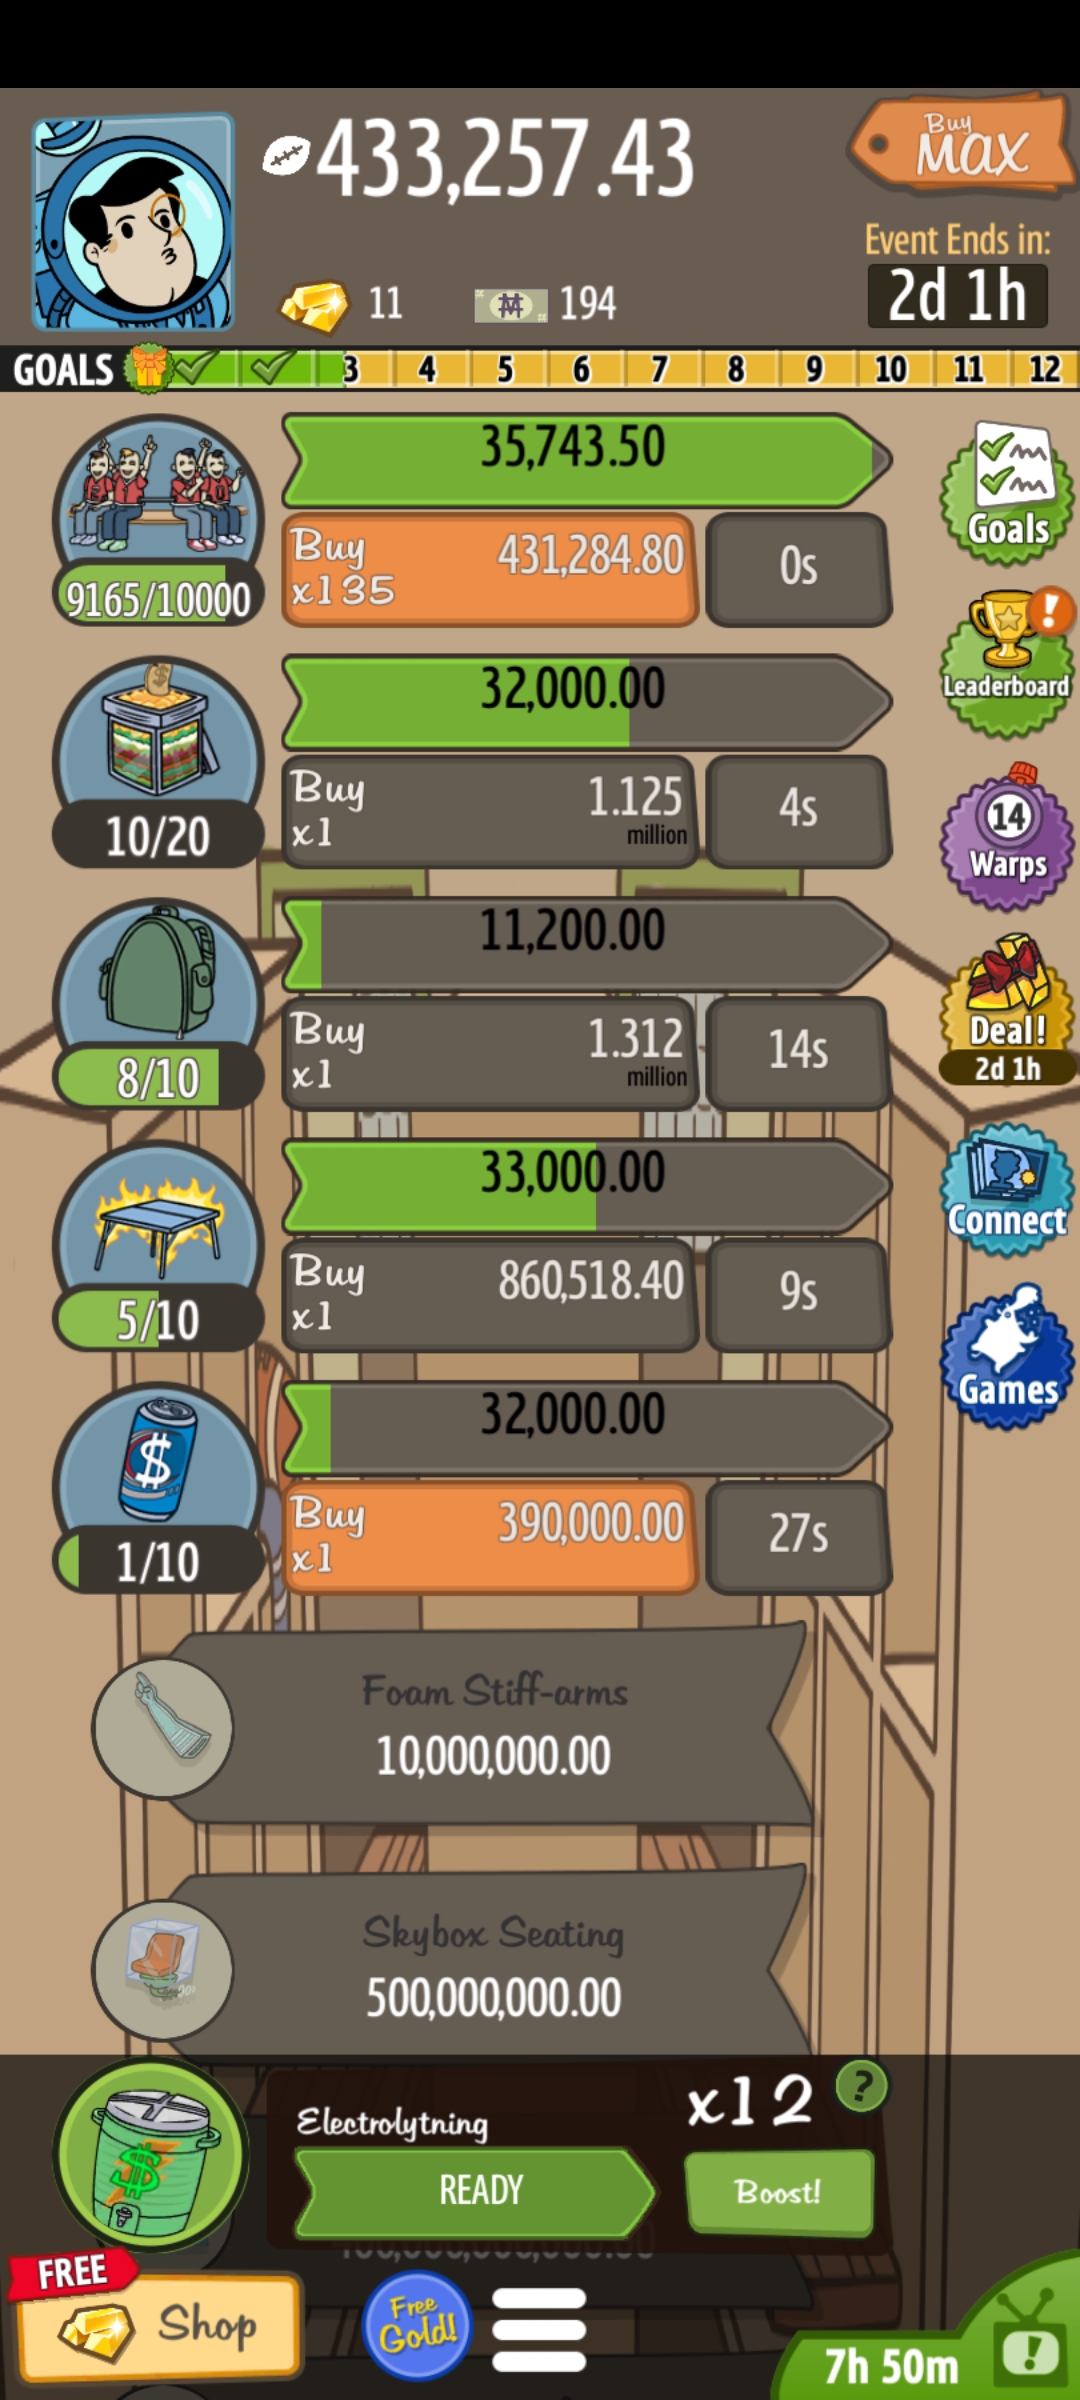 433,257.43
Buy
MAX
Event Ends in:
2d 1h
11
194
GOALS 3 4 5 6 7 8 9 10 11 12
35,743.50
Buy
x135
431,284.80
0s
9165/10000
Goals
32,000.00
Buy
x1
1.125
million
4s
10/20
!
Leaderboard
14
Warps
11,200.00
Buy
x1
1.312
million
14s
8/10
Deal!
2d 1h
33,000.00
Buy
x1
860,518.40
9s
5/10
Connect
32,000.00
Buy
x1
390,000.00
27s
$
1/10
Games
Foam Stiff-arms
10,000,000.00
Skybox Seating
500,000,000.00
Electrolytning
x12
?
READY
Boost!
$
FREE
Shop
Free
Gold!
7h 50m
!